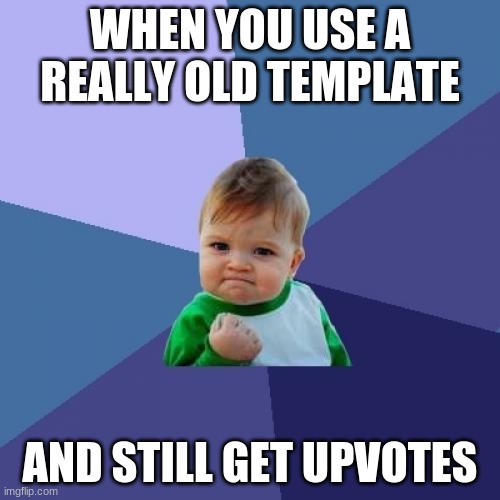 WHEN YOU USE A
REALLY OLD TEMPLATE
AND STILL GET UPVOTES
imgflip.com